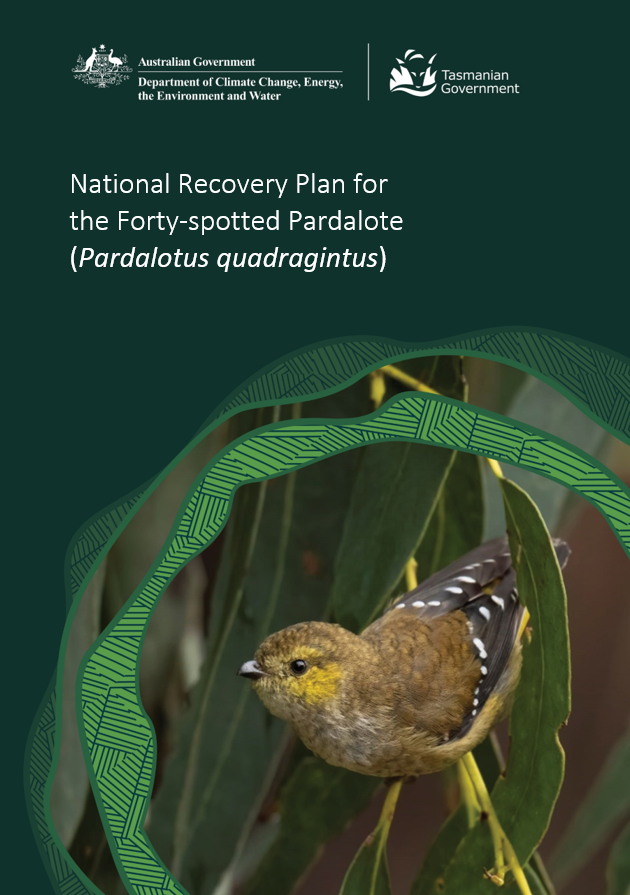 Australian Government
Department of Climate Change, Energy,
the Environment and Water
Tasmanian
Government
National Recovery Plan for
the Forty-spotted Pardalote
(Pardalotus quadragintus)